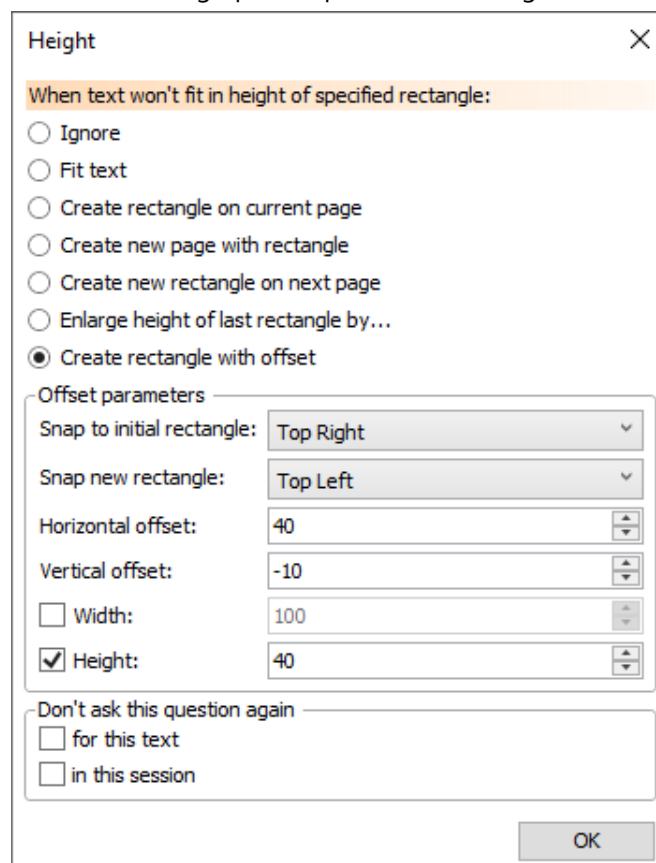 Height
When text won't fit in height of specified rectangle:
Ignore
Fit text
Create rectangle on current page
Create new page with rectangle
Create new rectangle on next page
Enlarge height of last rectangle by...
Create rectangle with offset
Offset parameters
Snap to initial rectangle: Top Right
Snap new rectangle: Top Left
Horizontal offset: 40
Vertical offset: -10
Width: 100
Height: 40
Don't ask this question again
for this text
in this session
OK